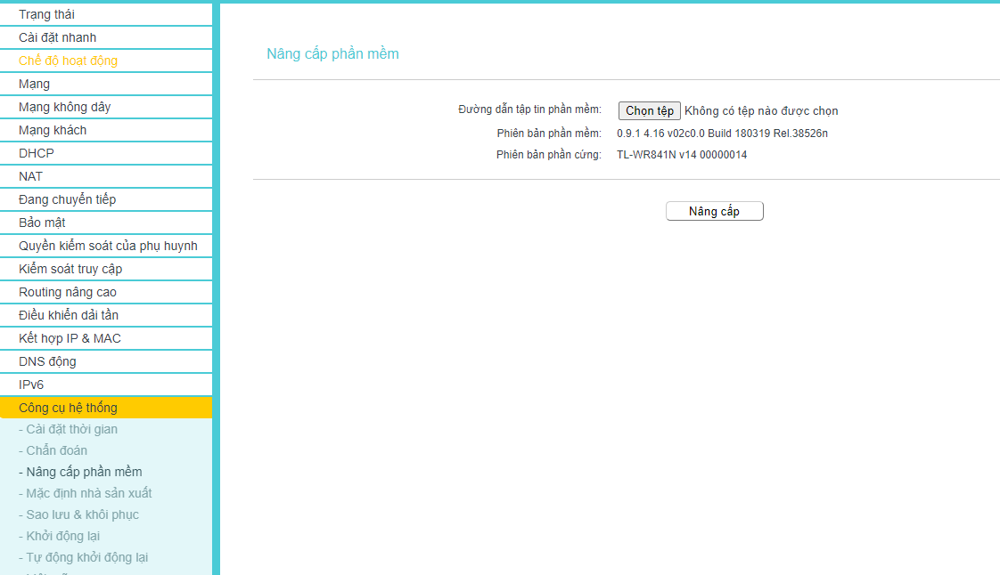 Trạng thái
Cài đặt nhanh
Chế độ hoạt động
Mạng
Mạng không dây
Mạng khách
DHCP
NAT
Đang chuyển tiếp
Bảo mật
Quyền kiểm soát của phụ huynh
Kiểm soát truy cập
Routing nâng cao
Điều khiển dải tần
Kết hợp IP & MAC
DNS động
IPv6
Công cụ hệ thống
- Cài đặt thời gian
- Chẩn đoán
- Nâng cấp phần mềm
- Mặc định nhà sản xuất
- Sao lưu & khôi phục
- Khởi động lại
- Tự động khởi động lại
Nâng cấp phần mềm
Đường dẫn tập tin phần mềm: Chọn tệp Không có tệp nào được chọn
Phiên bản phần mềm: 0.9.1 4.16 v02c0.0 Build 180319 Rel.38526n
Phiên bản phần cứng: TL-WR841N v14 00000014
Nâng cấp